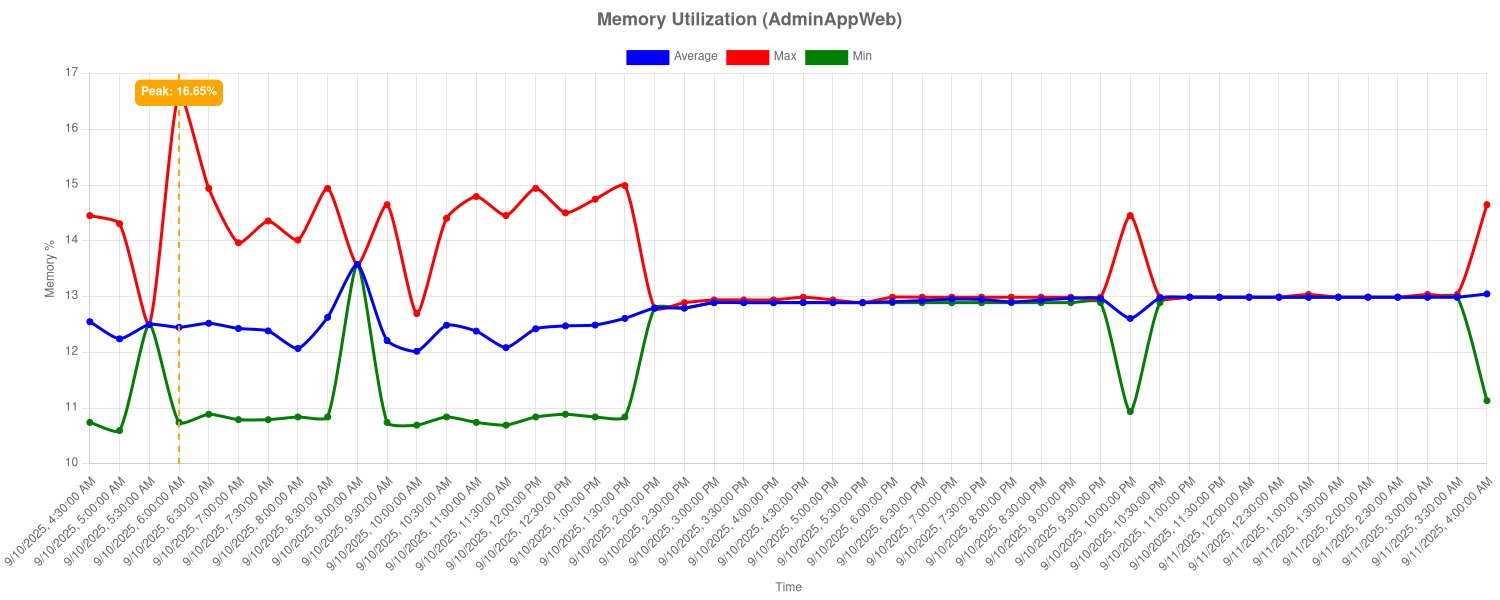 Memory Utilization (AdminAppWeb)
Average Max Min
17
Peak: 16.65%
16
15
14
13
12
11
10
Memory %
9/10/2025, 4:30:00 AM
9/10/2025, 5:00:00 AM
9/10/2025, 5:30:00 AM
9/10/2025, 6:00:00 AM
9/10/2025, 6:30:00 AM
9/10/2025, 7:00:00 AM
9/10/2025, 7:30:00 AM
9/10/2025, 8:00:00 AM
9/10/2025, 8:30:00 AM
9/10/2025, 9:00:00 AM
9/10/2025, 9:30:00 AM
9/10/2025, 10:00:00 AM
9/10/2025, 10:30:00 AM
9/10/2025, 11:00:00 AM
9/10/2025, 11:30:00 AM
9/10/2025, 12:00:00 PM
9/10/2025, 12:30:00 PM
9/10/2025, 1:00:00 PM
9/10/2025, 1:30:00 PM
9/10/2025, 2:00:00 PM
9/10/2025, 2:30:00 PM
9/10/2025, 3:00:00 PM
9/10/2025, 3:30:00 PM
9/10/2025, 4:00:00 PM
9/10/2025, 4:30:00 PM
9/10/2025, 5:00:00 PM
9/10/2025, 5:30:00 PM
9/10/2025, 6:00:00 PM
9/10/2025, 6:30:00 PM
9/10/2025, 7:00:00 PM
9/10/2025, 7:30:00 PM
9/10/2025, 8:00:00 PM
9/10/2025, 8:30:00 PM
9/10/2025, 9:00:00 PM
9/10/2025, 9:30:00 PM
9/10/2025, 10:00:00 PM
9/10/2025, 10:30:00 PM
9/10/2025, 11:00:00 PM
9/10/2025, 11:30:00 PM
9/11/2025, 12:00:00 AM
9/11/2025, 12:30:00 AM
9/11/2025, 1:00:00 AM
9/11/2025, 1:30:00 AM
9/11/2025, 2:00:00 AM
9/11/2025, 2:30:00 AM
9/11/2025, 3:00:00 AM
9/11/2025, 3:30:00 AM
9/11/2025, 4:00:00 AM
Time